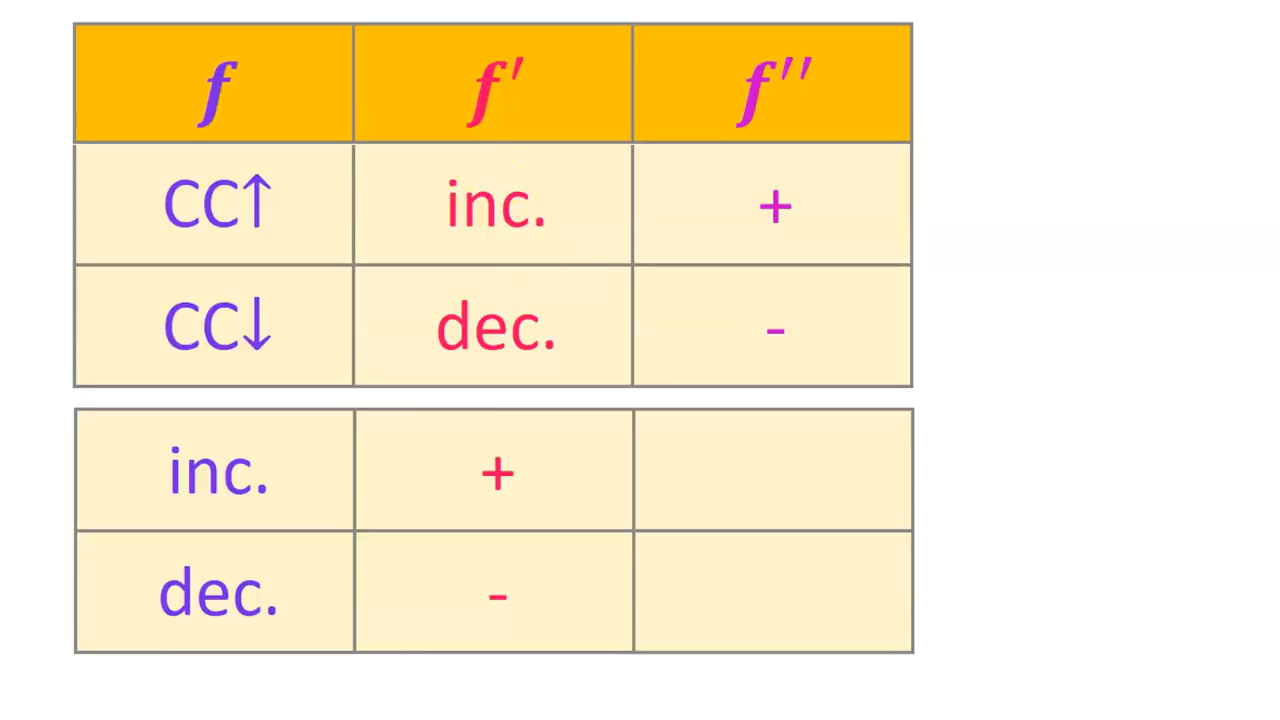 f f′ f′′
CC↑ inc. +
CC↓ dec. -
inc. +
dec. -